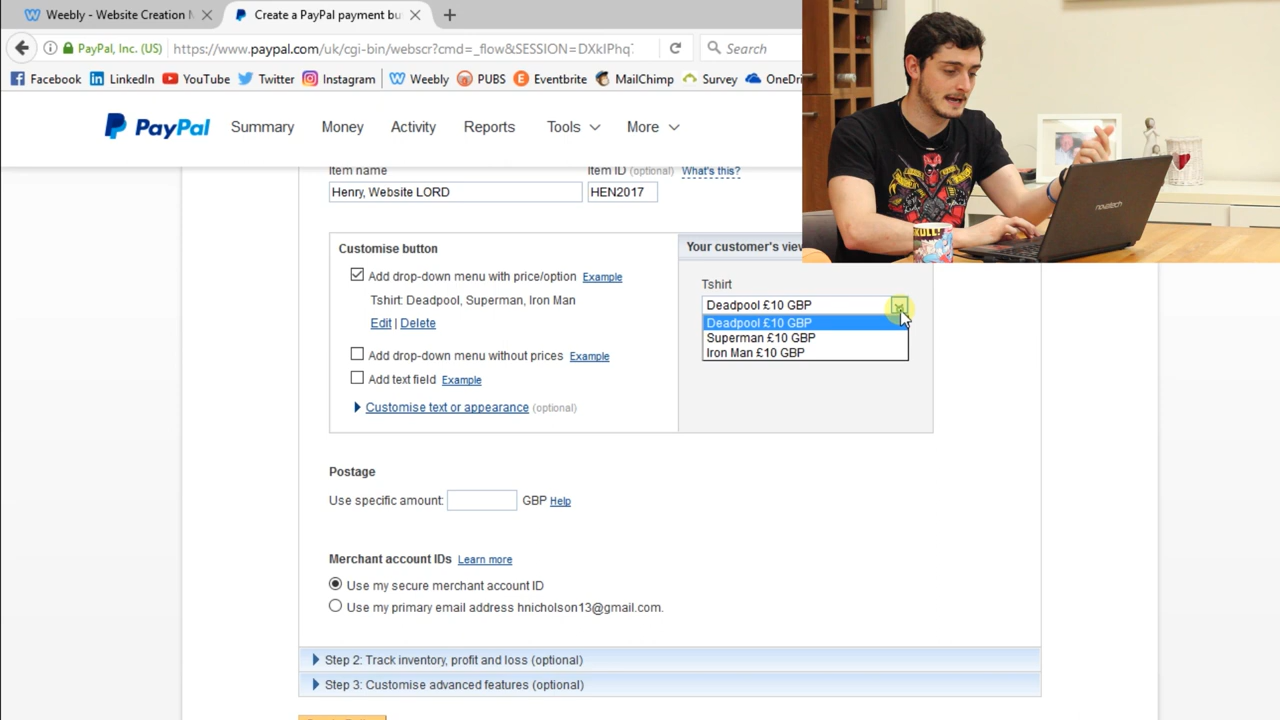 Weebly - Website Creation M
Create a PayPal payment bu
PayPal, Inc. (US)
https://www.paypal.com/uk/cgi-bin/webscr?cmd=_flow&SESSION=DXkIPhq
Search
Facebook LinkedIn YouTube Twitter Instagram Weebly PUBS Eventbrite MailChimp Survey OneDri
PayPal Summary Money Activity Reports Tools More
Item name Item ID (optional) What's this?
Henry, Website LORD HEN2017
Customise button
Your customer's view
Add drop-down menu with price/option Example
Tshirt: Deadpool, Superman, Iron Man
Edit | Delete
Add drop-down menu without prices Example
Add text field Example
Customise text or appearance (optional)
Tshirt
Deadpool £10 GBP
Deadpool £10 GBP
Superman £10 GBP
Iron Man £10 GBP
Postage
Use specific amount: GBP Help
Merchant account IDs Learn more
Use my secure merchant account ID
Use my primary email address hnicholson13@gmail.com.
Step 2: Track inventory, profit and loss (optional)
Step 3: Customise advanced features (optional)
novatech